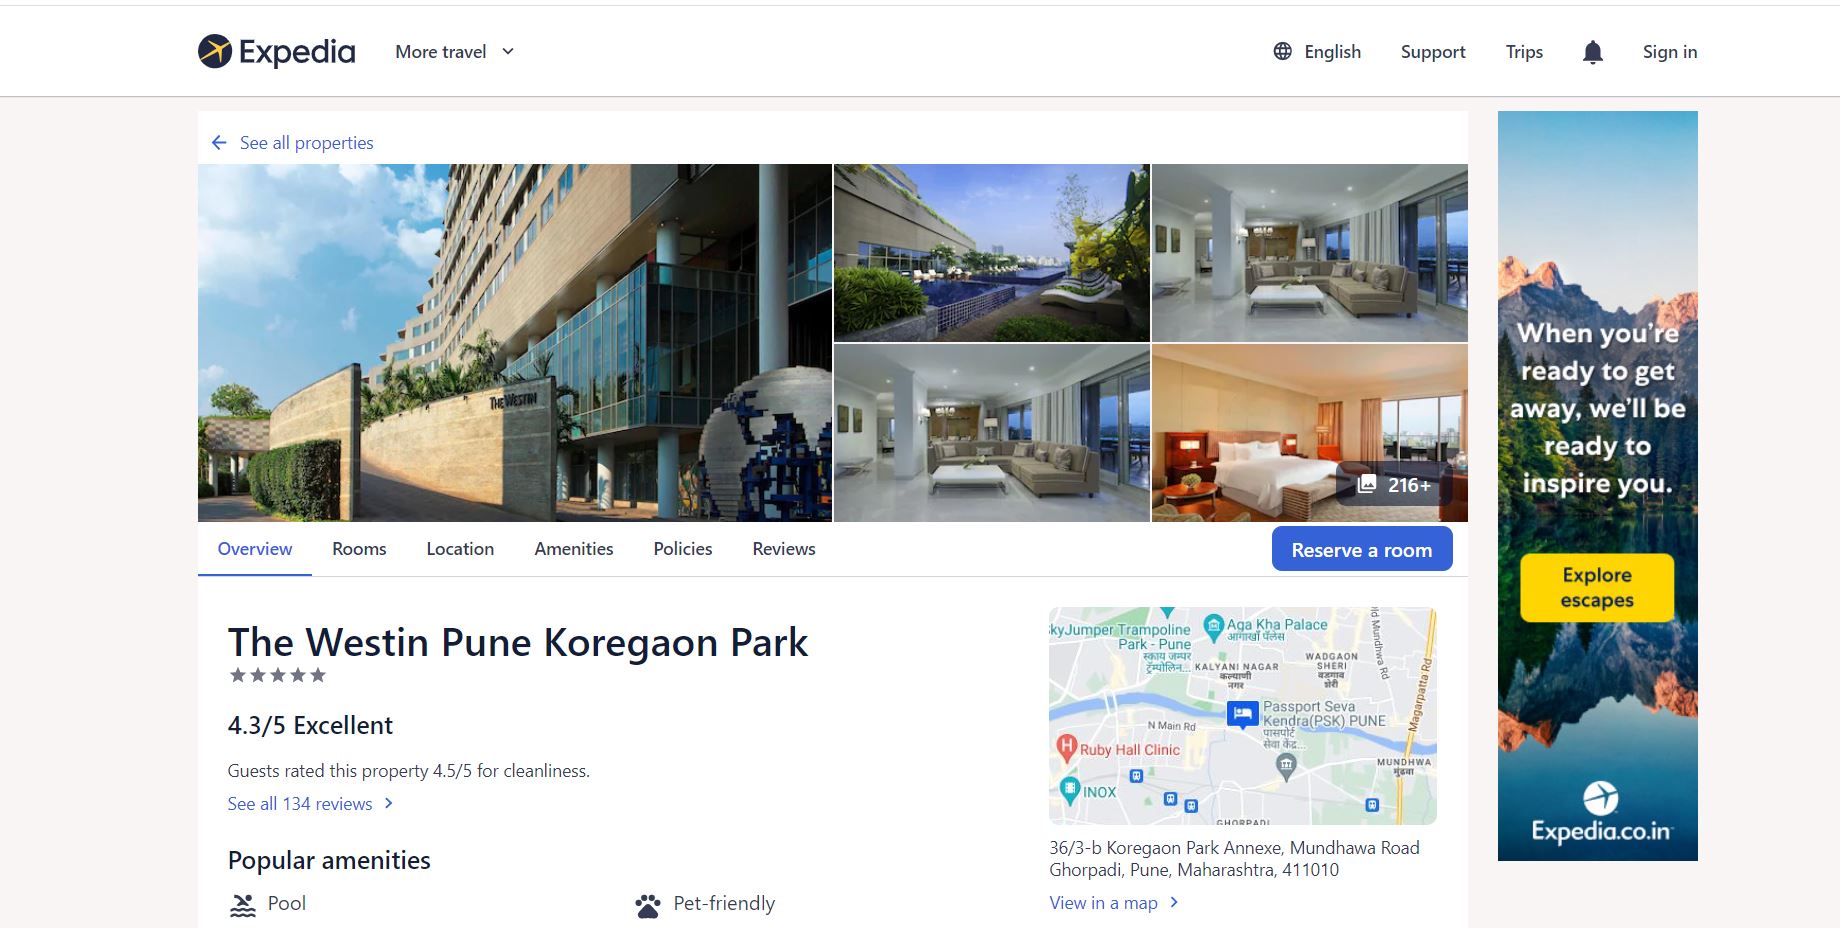 Expedia
More travel
English
Support
Trips
Sign in
See all properties
THE WESTIN
216+
Overview
Rooms
Location
Amenities
Policies
Reviews
Reserve a room
The Westin Pune Koregaon Park
4.3/5 Excellent
Guests rated this property 4.5/5 for cleanliness.
See all 134 reviews
Popular amenities
Pool
Pet-friendly
kyJumper Trampoline
Park - Pune
स्काय जम्पर
ट्रॅम्पोलिन...
Aga Kha Palace
आगाखाँ पॅलेस
KALYANI NAGAR
कल्याणी
नगर
WADGAON
SHERI
वडगाव
शेरी
ld Mundhwa Rd
Magarpatta Rd
N Main Rd
Passport Seva
Kendra(PSK) PUNE
पासपोर्ट
सेवा केंद्र...
Ruby Hall Clinic
MUNDHWA
मुंढवा
INOX
GHORPADI
36/3-b Koregaon Park Annexe, Mundhawa Road
Ghorpadi, Pune, Maharashtra, 411010
View in a map
When you're
ready to get
away, we'll be
ready to
inspire you.
Explore
escapes
Expedia.co.in